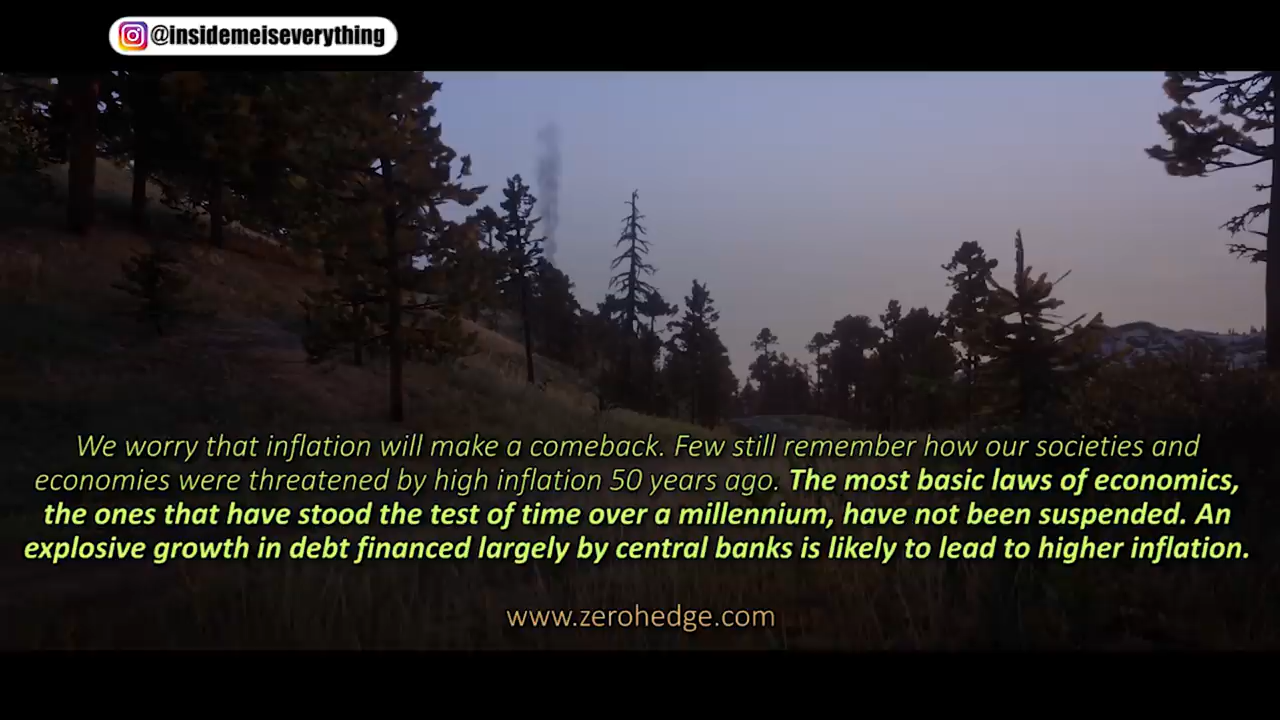 @insidemeiseverything
We worry that inflation will make a comeback. Few still remember how our societies and
economies were threatened by high inflation 50 years ago. The most basic laws of economics,
the ones that have stood the test of time over a millennium, have not been suspended. An
explosive growth in debt financed largely by central banks is likely to lead to higher inflation.
www.zerohedge.com